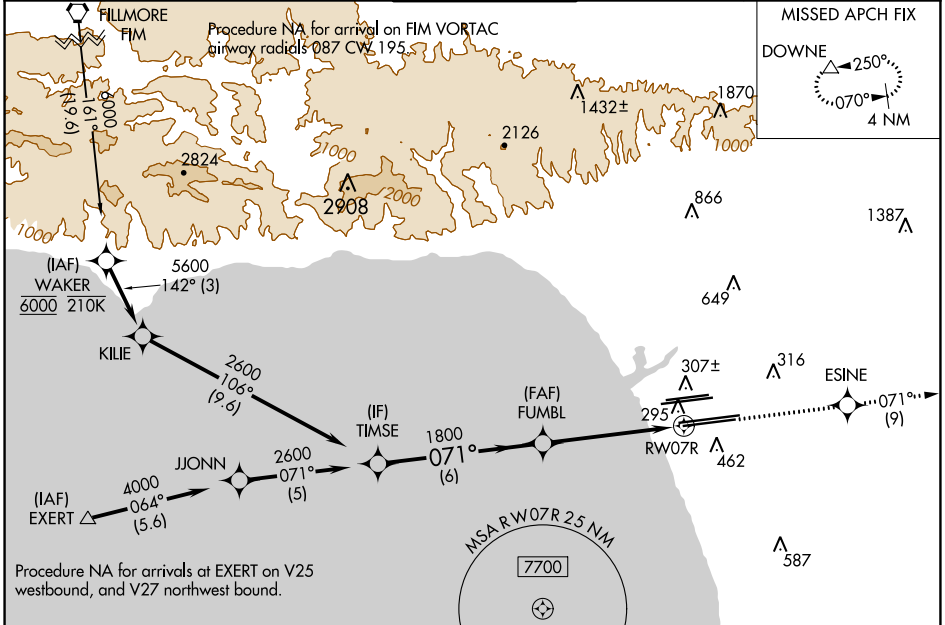 FILLMORE
FIM
Procedure NA for arrival on FIM VORTAC
airway radials 087 CW 195.
MISSED APCH FIX
DOWNE
250°
070°
4 NM
6000
161°
(19.6)
1432±
1870
1000
2126
1000
2824
2908
2000
1000
866
1387
(IAF)
WAKER
6000 210K
5600
142° (3)
649
KILIE
2600
106°
(9.6)
307±
316
295
ESINE
071°
(9)
(FAF)
FUMBL
(IF)
TIMSE
1800
071°
(6)
RW07R
462
JJONN
2600
071°
(5)
(IAF)
EXERT
4000
064°
(5.6)
MSA RW07R 25 NM
7700
587
Procedure NA for arrivals at EXERT on V25
westbound, and V27 northwest bound.